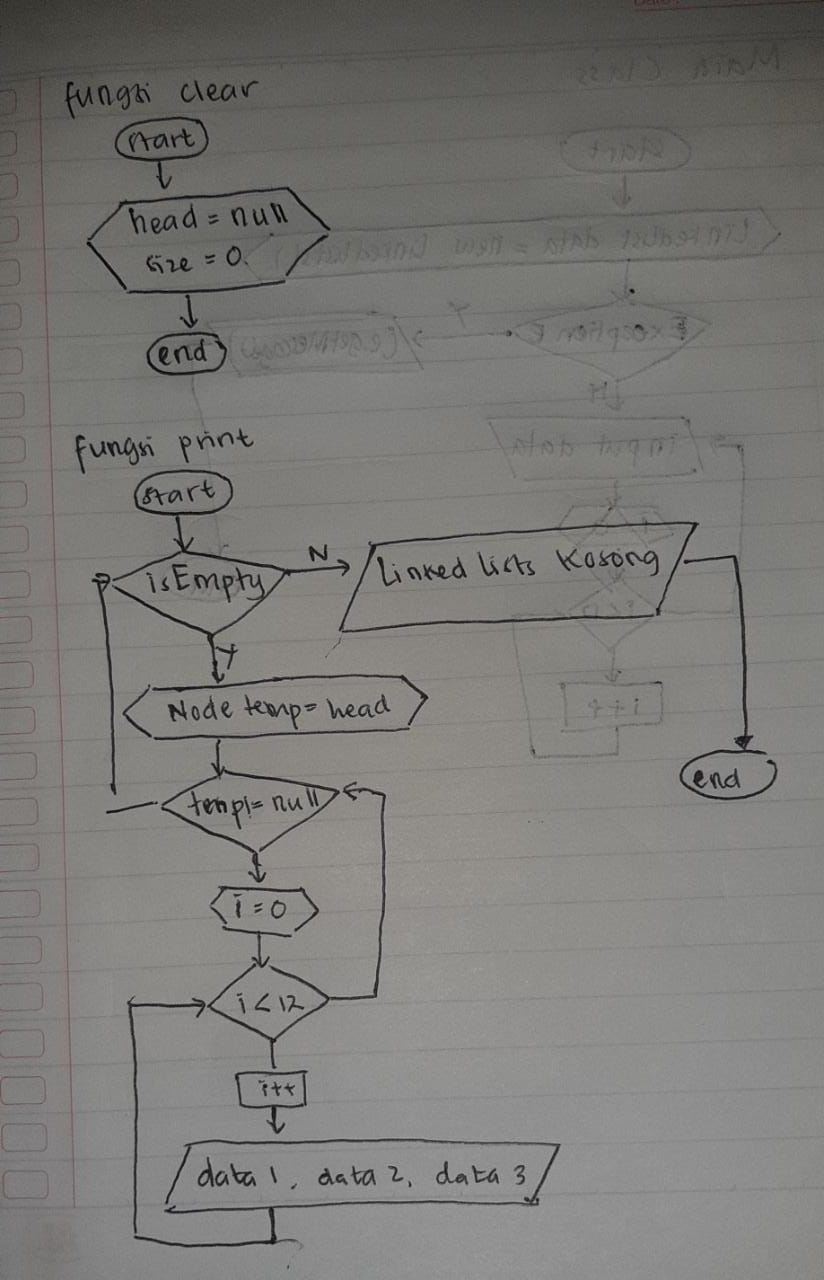 fungsi clear
start
head = null
size = 0
end
fungsi print
start
isEmpty
N
Linked lists Kosong
Y
Node temp = head
end
temp!= null
i = 0
i < 12
i++
data 1, data 2, data 3